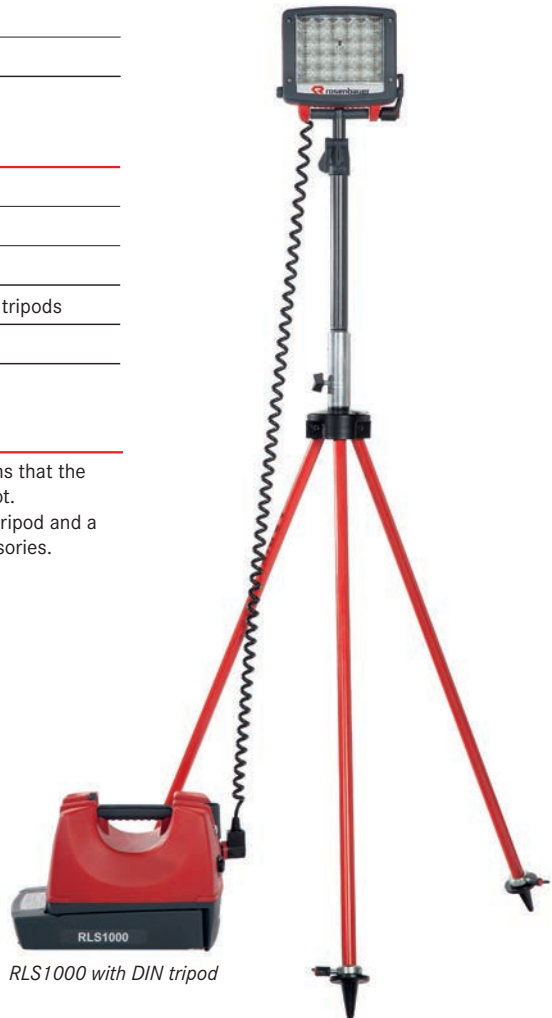 rosenbauer
tripods
ns that the
ot.
ripod and a
sories.
RLS1000
RLS1000 with DIN tripod